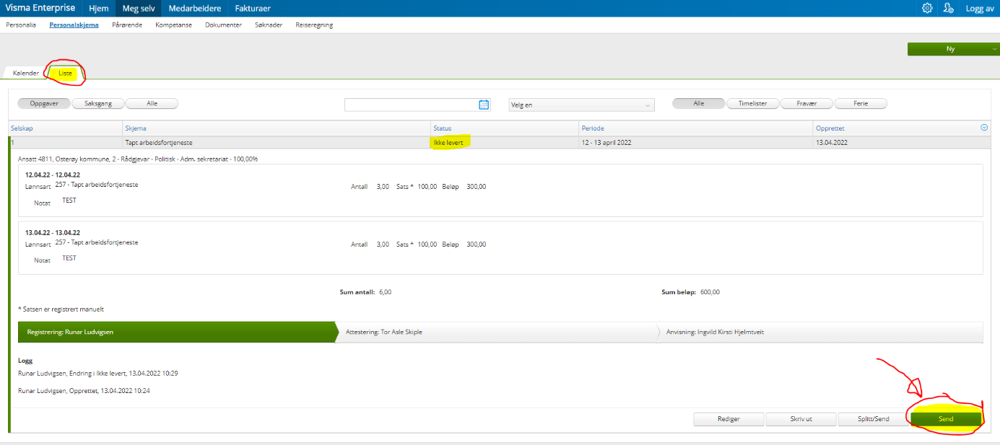 Visma Enterprise Hjem Meg selv Medarbeidere Fakturaer Logg av
Personalia Personalskjema Pårørende Kompetanse Dokumenter Søknader Reiseregning
Ny
Kalender Liste
Oppgaver Saksgang Alle Velg en Alle Timelister Fravær Ferie
Selskap Skjema Status Periode Opprettet
1 Tapt arbeidsfortjeneste Ikke levert 12 - 13 april 2022 13.04.2022
Ansatt 4811, Osterøy kommune, 2 - Rådgjevar - Politisk - Adm. sekretariat - 100,00%
12.04.22 - 12.04.22
Lønnsart 257 - Tapt arbeidsfortjeneste Antall 3,00 Sats * 100,00 Beløp 300,00
Notat TEST
13.04.22 - 13.04.22
Lønnsart 257 - Tapt arbeidsfortjeneste Antall 3,00 Sats * 100,00 Beløp 300,00
Notat TEST
Sum antall: 6,00 Sum beløp: 600,00
* Satsen er registrert manuelt
Registrering: Runar Ludvigsen Attestering: Tor Asle Skiple Anvisning: Ingvild Kirsti Hjelmtveit
Logg
Runar Ludvigsen, Endring i Ikke levert, 13.04.2022 10:29
Runar Ludvigsen, Opprettet, 13.04.2022 10:24
Rediger Skriv ut Splitt/Send Send